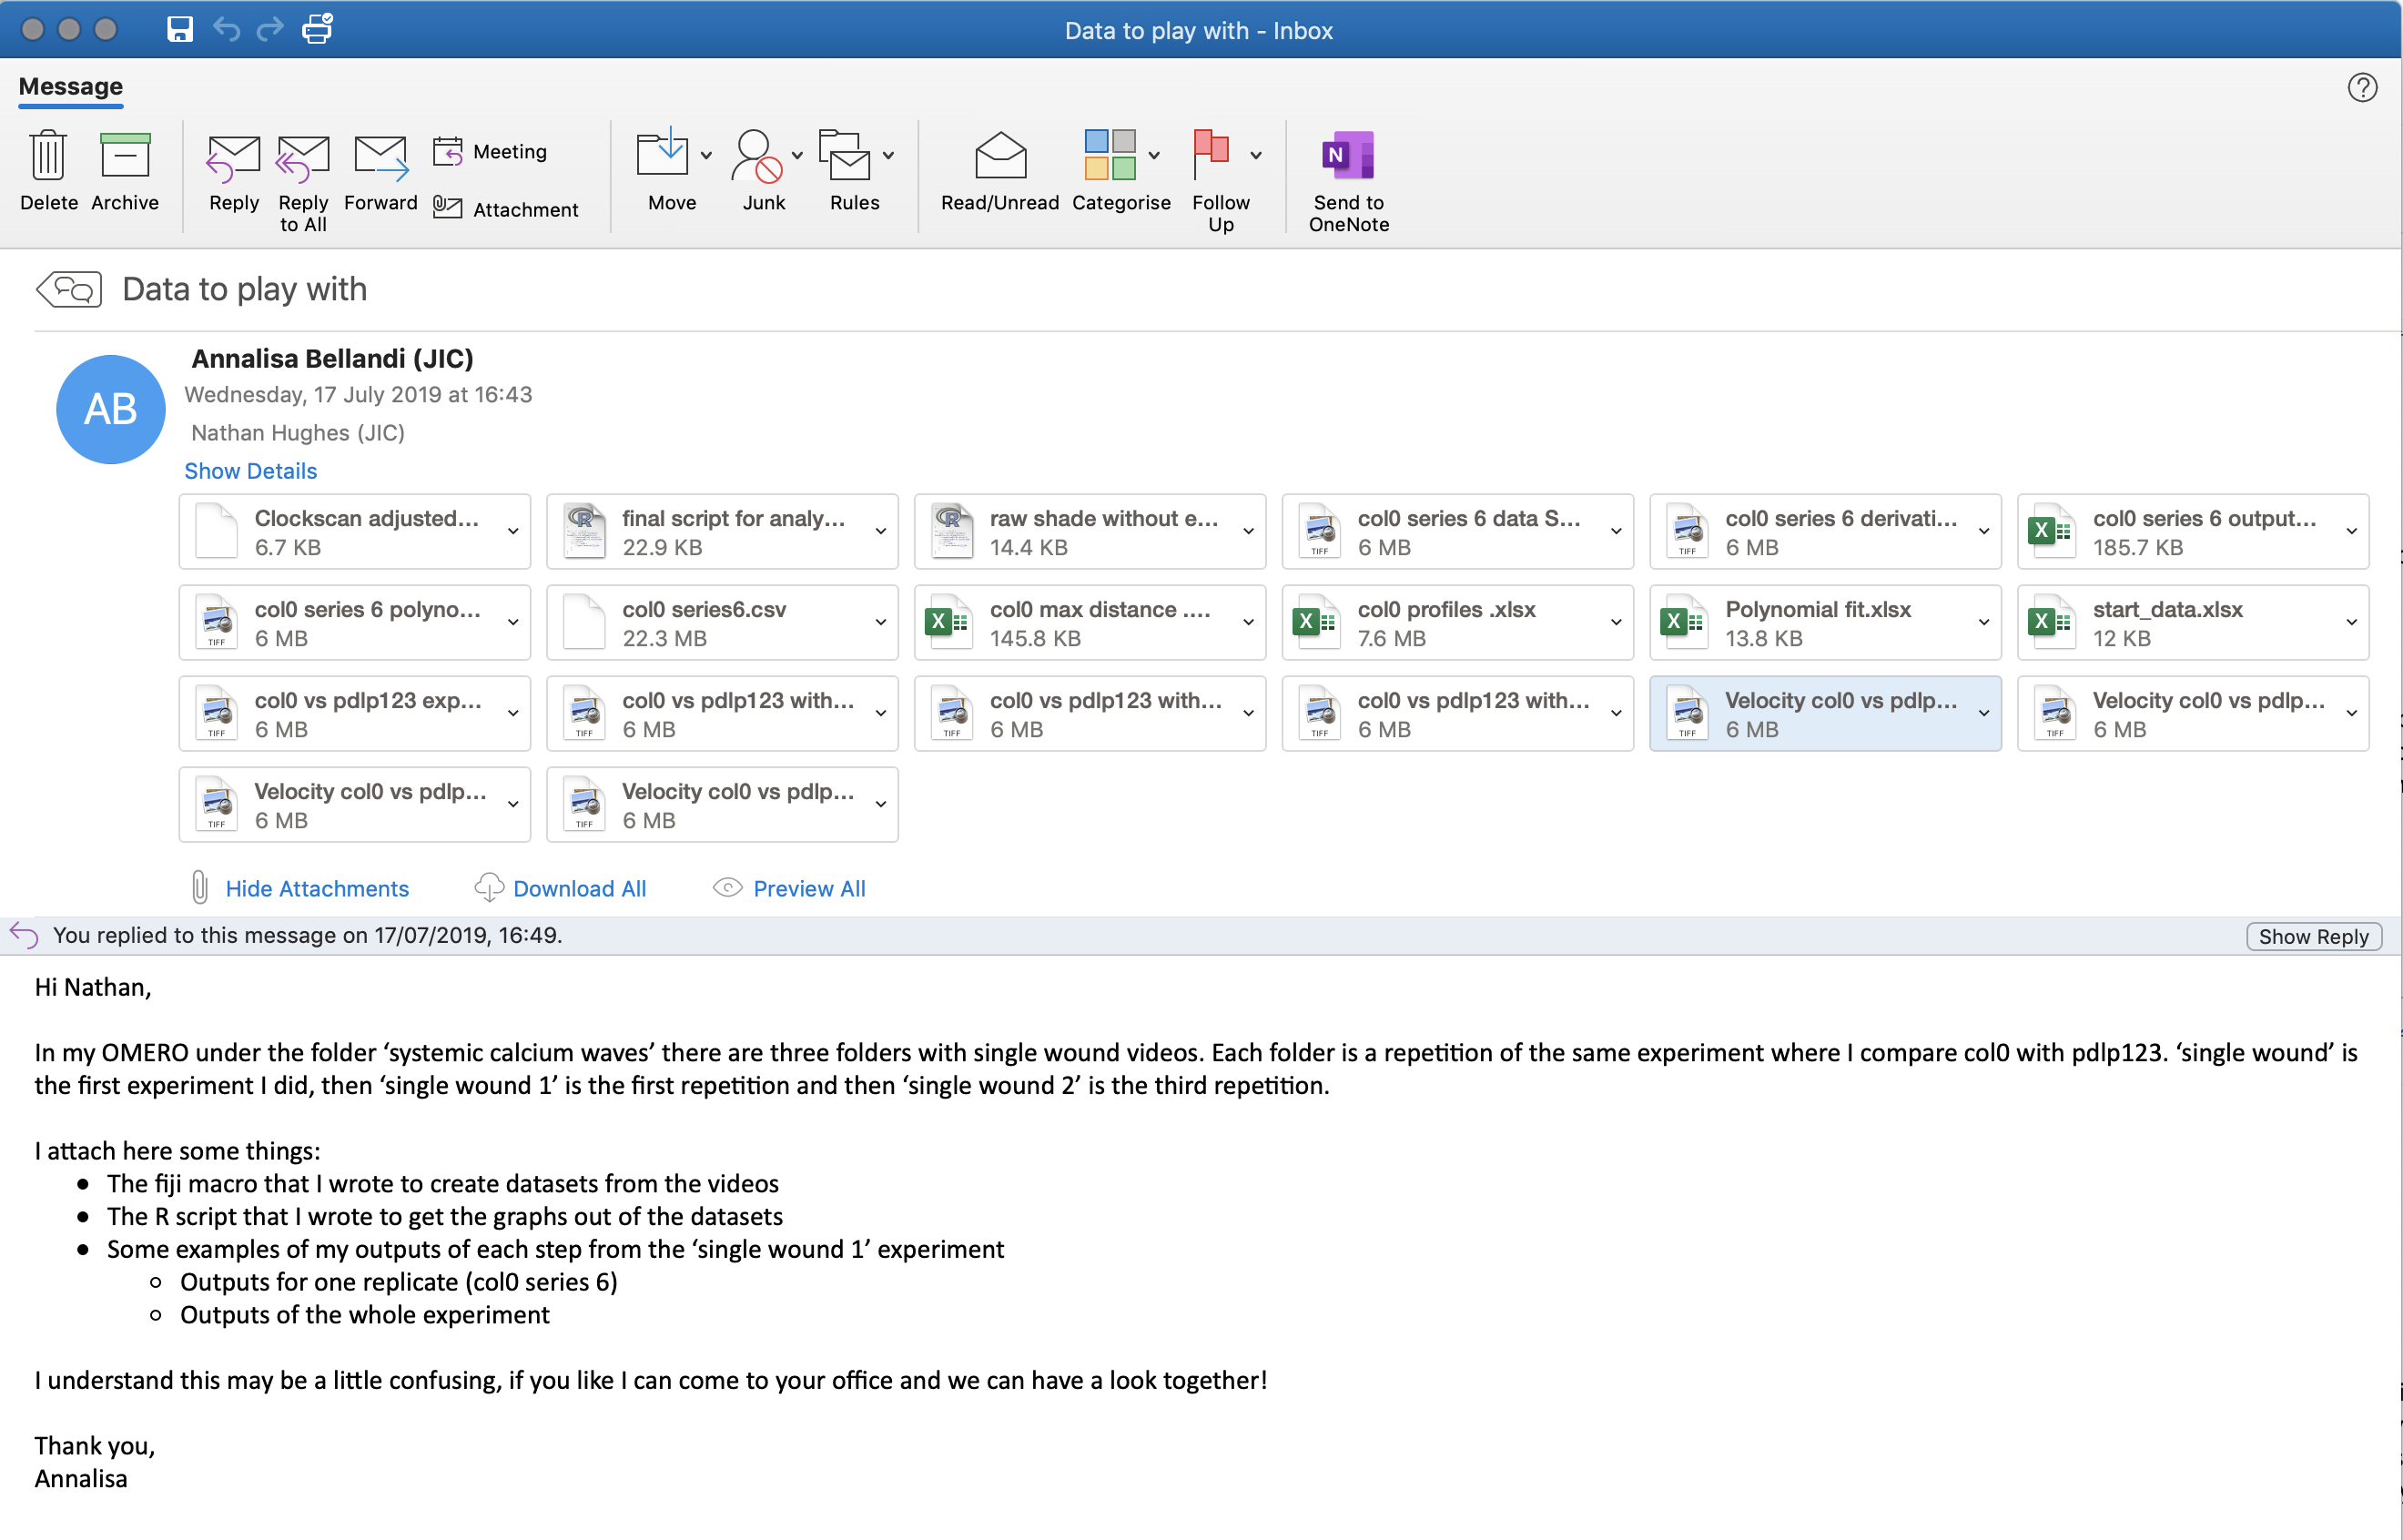 Data to play with - Inbox
Message
Delete
Archive
Reply
Reply to All
Forward
Meeting
Attachment
Move
Junk
Rules
Read/Unread
Categorise
Follow Up
N
Send to OneNote
Data to play with
AB
Annalisa Bellandi (JIC)
Wednesday, 17 July 2019 at 16:43
Nathan Hughes (JIC)
Show Details
Clockscan adjusted...
6.7 KB
final script for analy...
22.9 KB
raw shade without e...
14.4 KB
TIFF
col0 series 6 data S...
6 MB
TIFF
col0 series 6 derivati...
6 MB
X
col0 series 6 output...
185.7 KB
TIFF
col0 series 6 polyno...
6 MB
col0 series6.csv
22.3 MB
X
col0 max distance ....
145.8 KB
X
col0 profiles .xlsx
7.6 MB
X
Polynomial fit.xlsx
13.8 KB
X
start_data.xlsx
12 KB
TIFF
col0 vs pdlp123 exp...
6 MB
TIFF
col0 vs pdlp123 with...
6 MB
TIFF
col0 vs pdlp123 with...
6 MB
TIFF
col0 vs pdlp123 with...
6 MB
TIFF
Velocity col0 vs pdlp...
6 MB
TIFF
Velocity col0 vs pdlp...
6 MB
TIFF
Velocity col0 vs pdlp...
6 MB
TIFF
Velocity col0 vs pdlp...
6 MB
Hide Attachments
Download All
Preview All
You replied to this message on 17/07/2019, 16:49.
Show Reply
Hi Nathan,
In my OMERO under the folder ‘systemic calcium waves’ there are three folders with single wound videos. Each folder is a repetition of the same experiment where I compare col0 with pdlp123. ‘single wound’ is
the first experiment I did, then ‘single wound 1’ is the first repetition and then ‘single wound 2’ is the third repetition.
I attach here some things:
• The fiji macro that I wrote to create datasets from the videos
• The R script that I wrote to get the graphs out of the datasets
• Some examples of my outputs of each step from the ‘single wound 1’ experiment
○ Outputs for one replicate (col0 series 6)
○ Outputs of the whole experiment
I understand this may be a little confusing, if you like I can come to your office and we can have a look together!
Thank you,
Annalisa